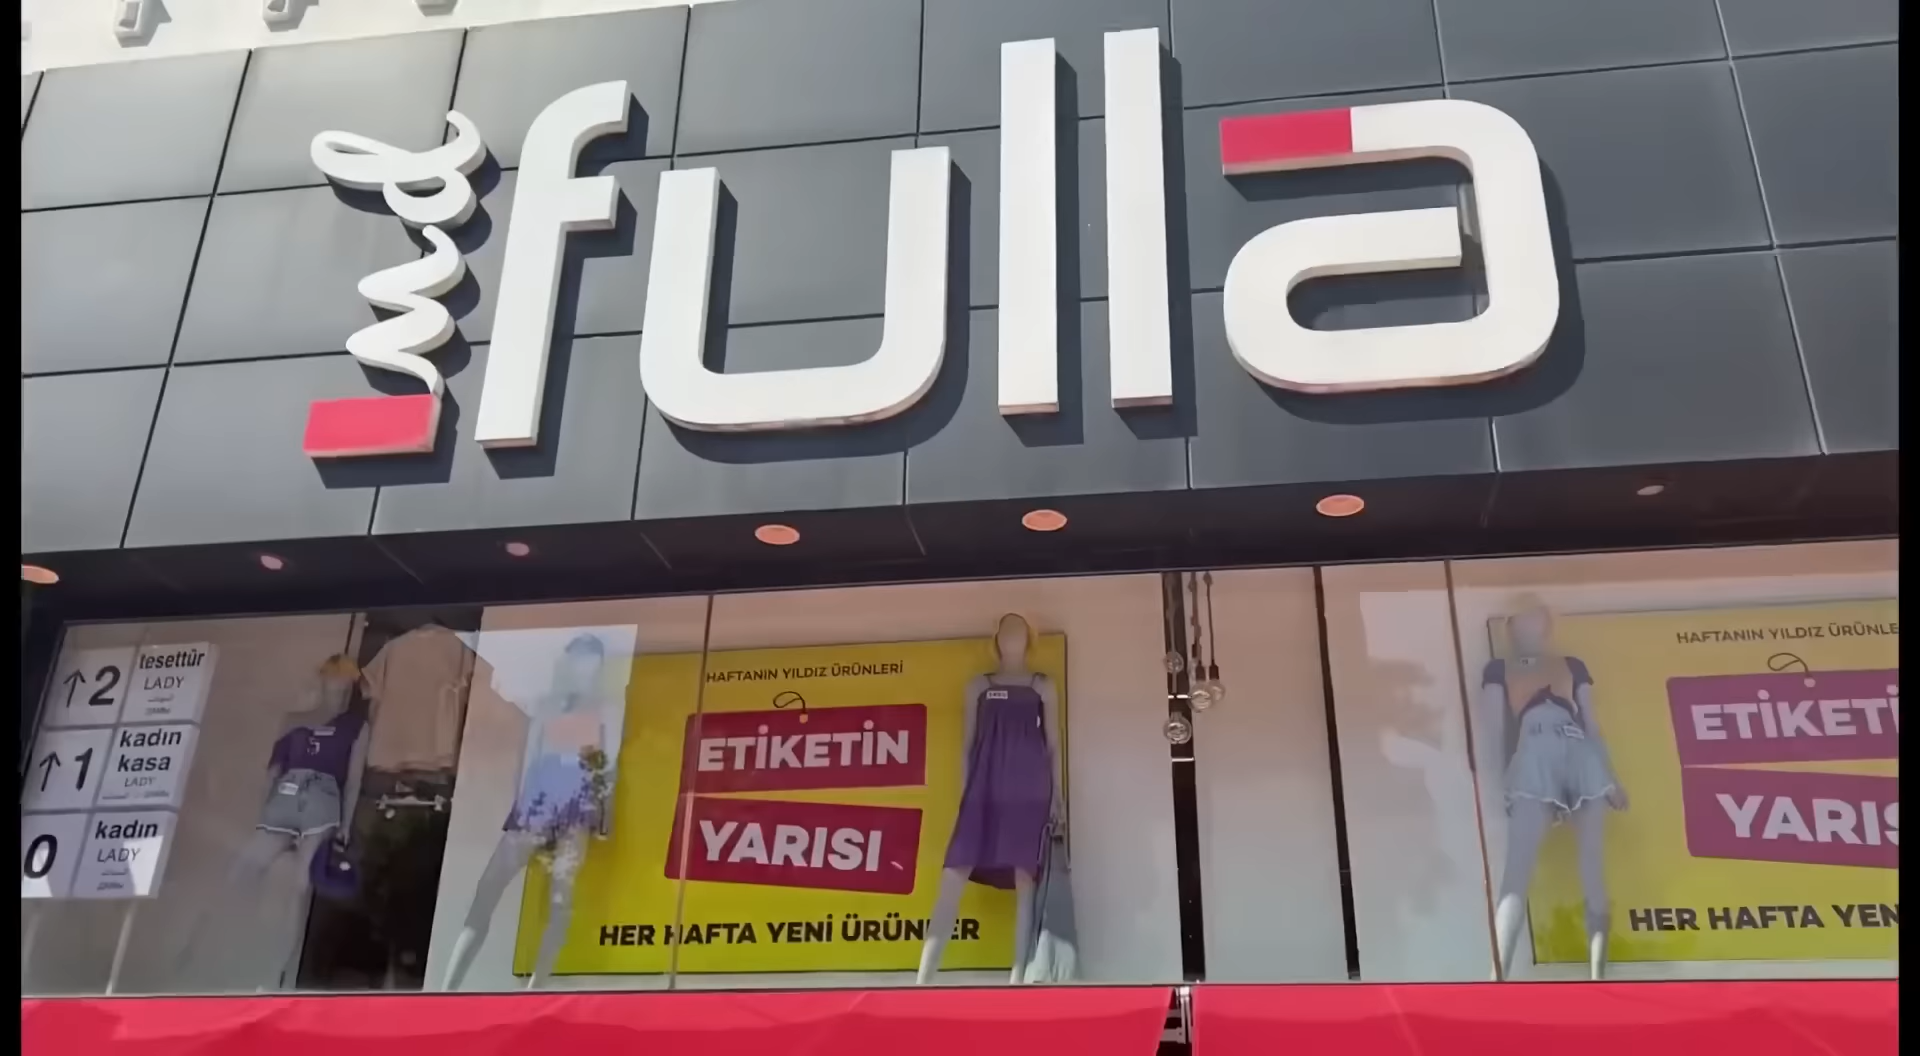 fulla
↑2
tesettür
LADY
↑1
kadın
kasa
LADY
0
kadın
LADY
HAFTANIN YILDIZ ÜRÜNLERİ
ETİKETİN
YARISI
HER HAFTA YENİ ÜRÜNLER
HAFTANIN YILDIZ ÜRÜNLE
ETİKETİ
YARIS
HER HAFTA YEN